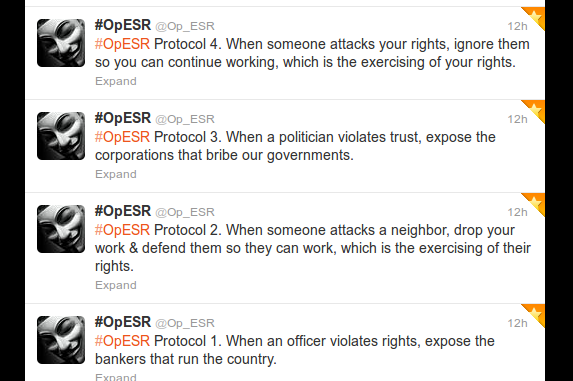 #OpESR @Op_ESR 12h
#OpESR Protocol 4. When someone attacks your rights, ignore them
so you can continue working, which is the exercising of your rights.
Expand
#OpESR @Op_ESR 12h
#OpESR Protocol 3. When a politician violates trust, expose the
corporations that bribe our governments.
Expand
#OpESR @Op_ESR 12h
#OpESR Protocol 2. When someone attacks a neighbor, drop your
work & defend them so they can work, which is the exercising of their
rights.
Expand
#OpESR @Op_ESR 12h
#OpESR Protocol 1. When an officer violates rights, expose the
bankers that run the country.
Expand